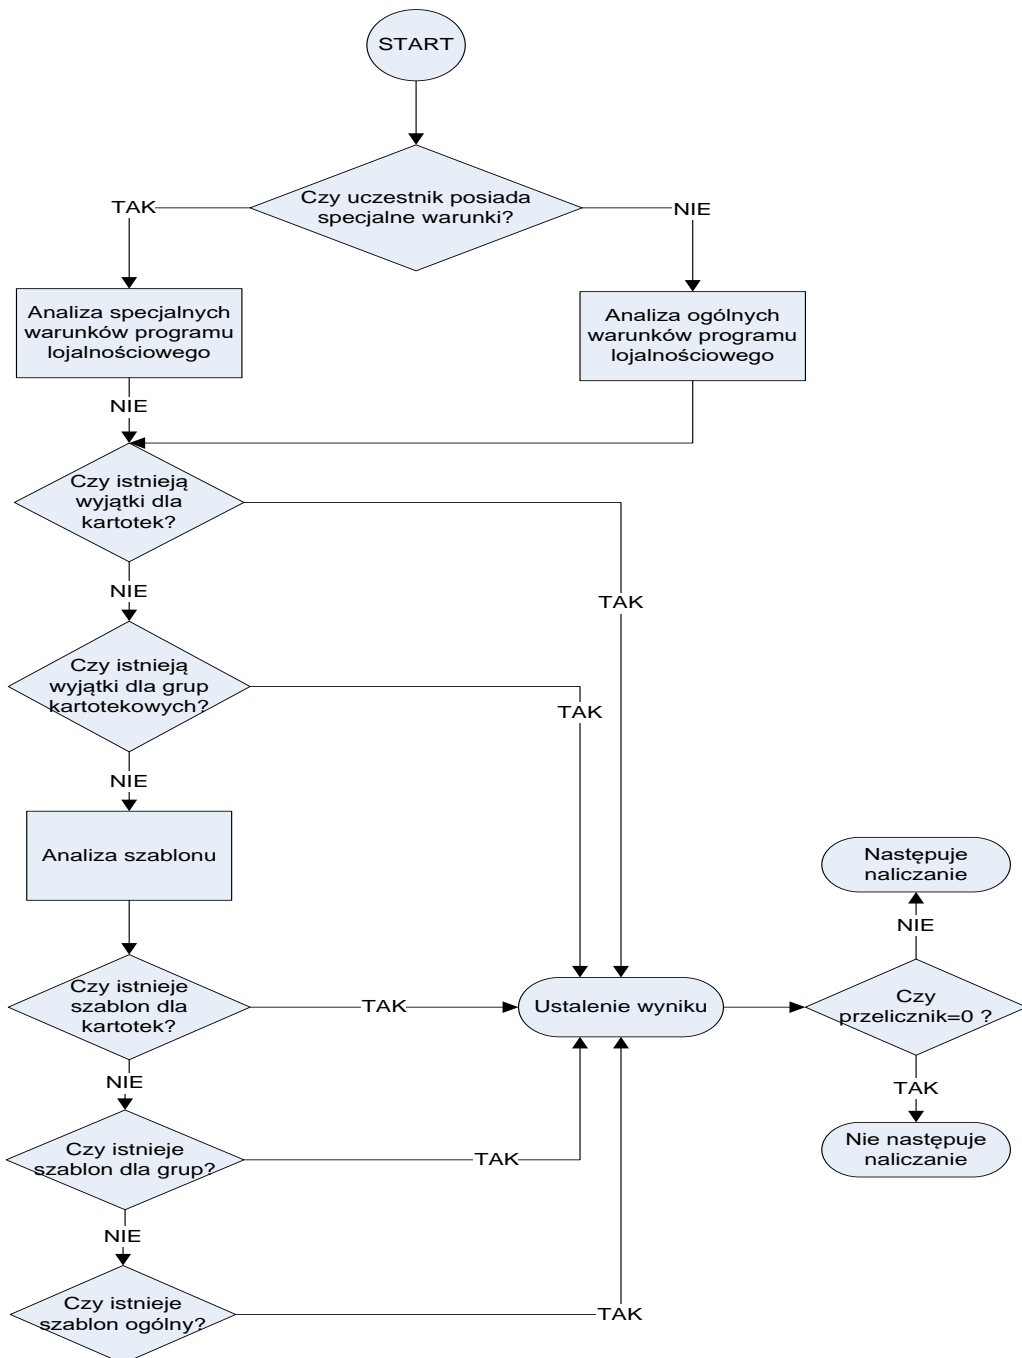 START
Czy uczestnik posiada
specjalne warunki?
TAK
NIE
Analiza specjalnych
warunków programu
lojalnościowego
Analiza ogólnych
warunków programu
lojalnościowego
NIE
Czy istnieją
wyjątki dla
kartotek?
NIE
TAK
Czy istnieją
wyjątki dla grup
kartotekowych?
TAK
NIE
Analiza szablonu
Następuje
naliczanie
NIE
Czy istnieje
szablon dla
kartotek?
TAK
Ustalenie wyniku
Czy
przelicznik=0 ?
NIE
TAK
Czy istnieje
szablon dla grup?
TAK
Nie następuje
naliczanie
NIE
Czy istnieje
szablon ogólny?
TAK